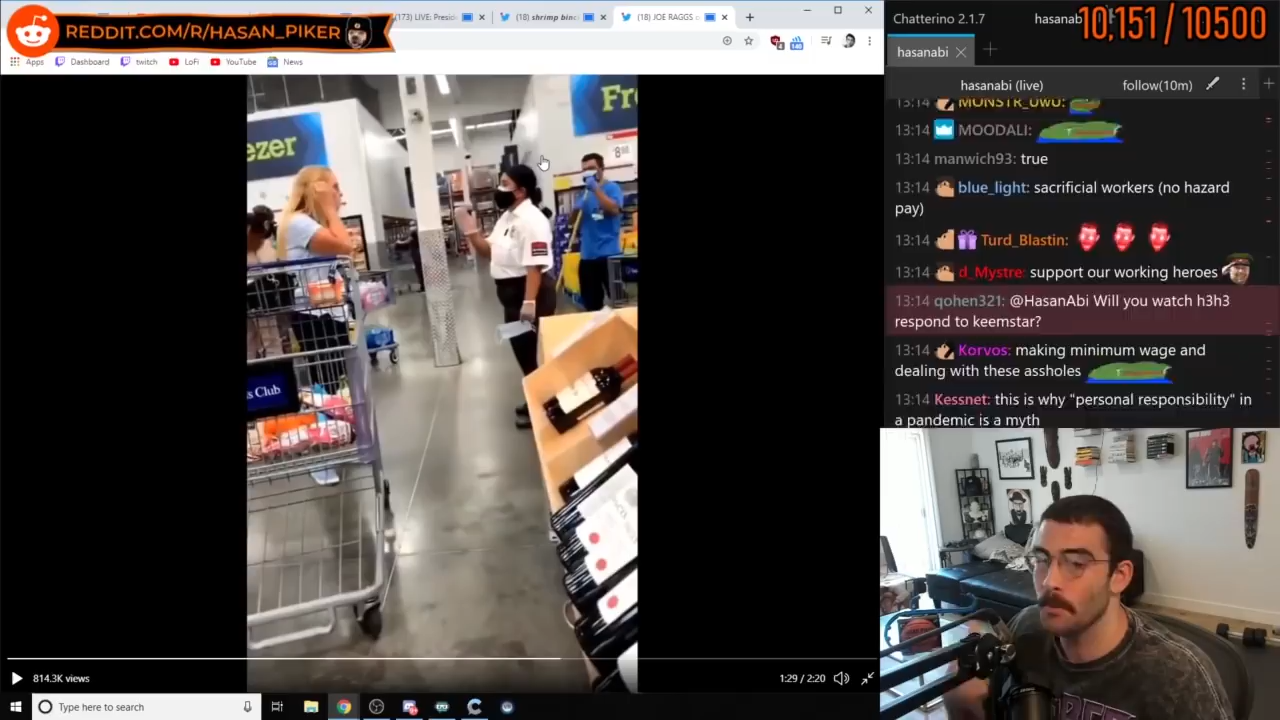 REDDIT.COM/R/HASAN_PIKER
(173) LIVE: Presid
(18) shrimp binc
(18) JOE RAGGS
Apps
Dashboard
twitch
LoFi
YouTube
News
ezer
Fre
Club
814.3K views
1:29 / 2:20
Type here to search
Chatterino 2.1.7
hasanab
10,151 / 10500
hasanabi
hasanabi (live)
follow(10m)
13:14 MONSTR_UWU:
13:14 MOODALI:
13:14 manwich93: true
13:14 blue_light: sacrificial workers (no hazard
pay)
13:14 Turd_Blastin:
13:14 d_Mystre: support our working heroes
13:14 qohen321: @HasanAbi Will you watch h3h3
respond to keemstar?
13:14 Korvos: making minimum wage and
dealing with these assholes
13:14 Kessnet: this is why "personal responsibility" in
a pandemic is a myth